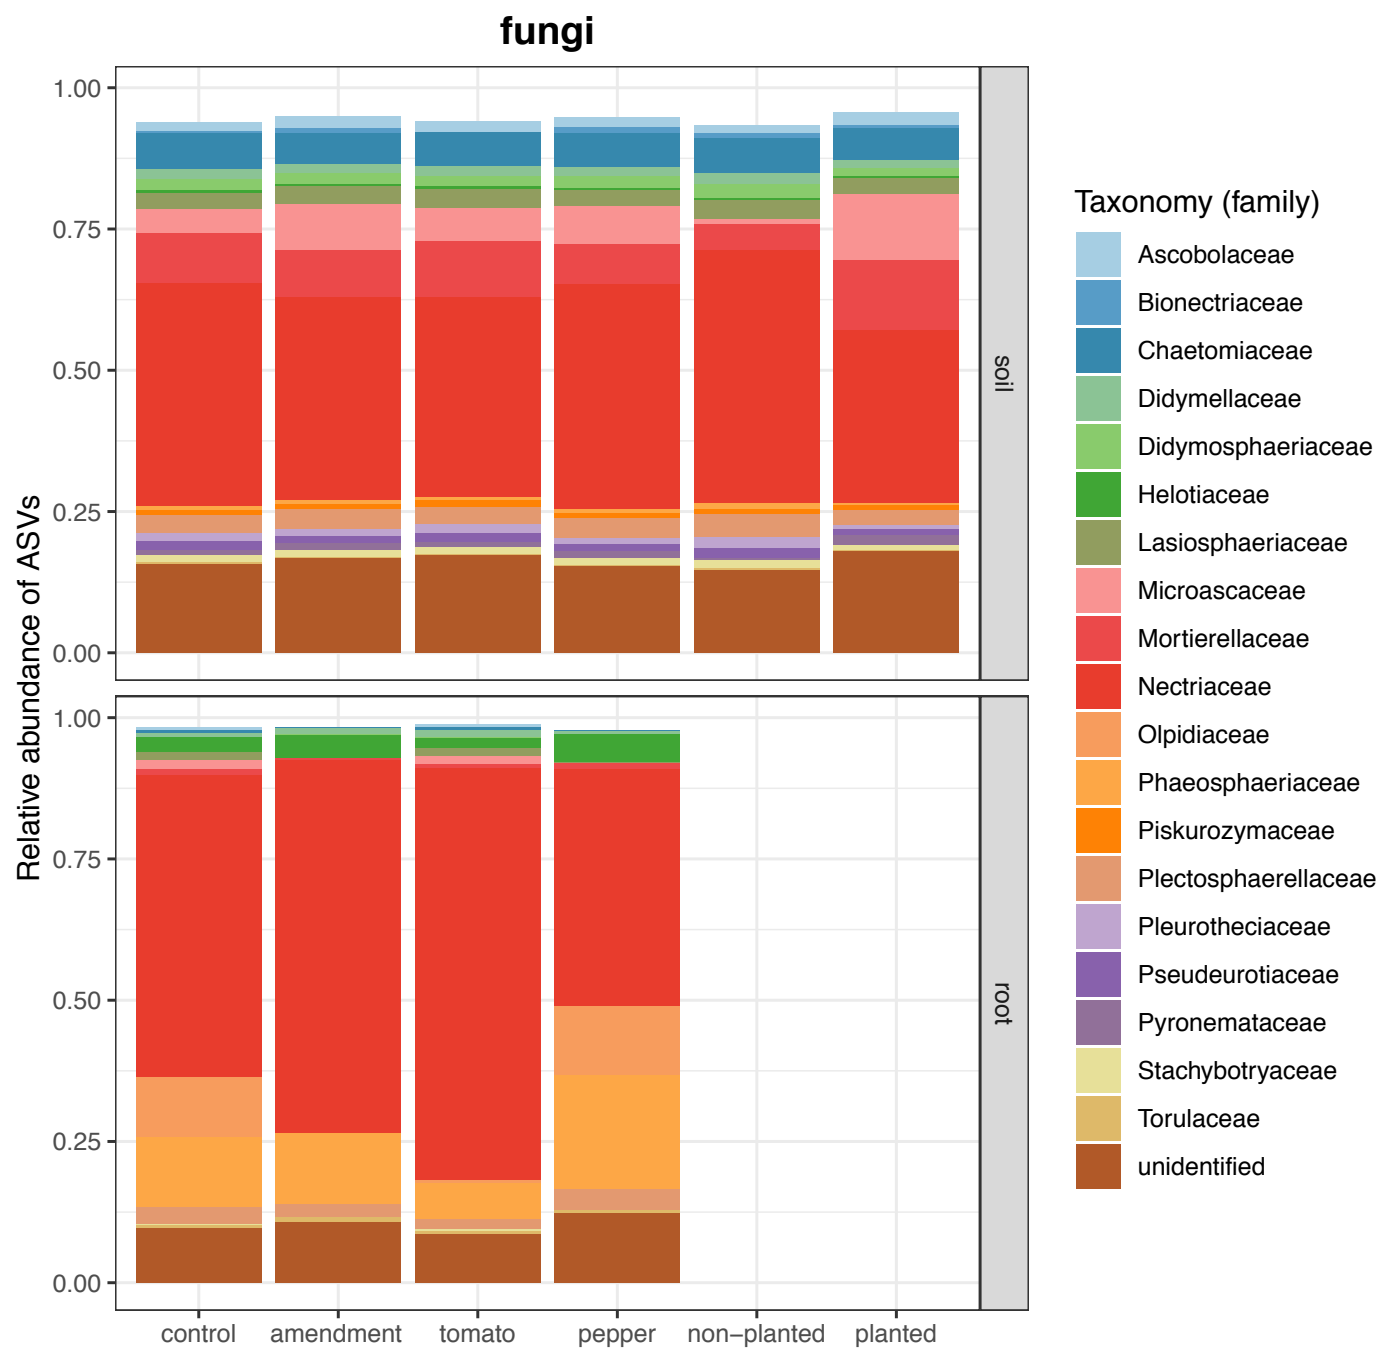 fungi
Relative abundance of ASVs
1.00
0.75
0.50
0.25
0.00
soil
1.00
0.75
0.50
0.25
0.00
root
control
amendment
tomato
pepper
non−planted
planted
Taxonomy (family)
Ascobolaceae
Bionectriaceae
Chaetomiaceae
Didymellaceae
Didymosphaeriaceae
Helotiaceae
Lasiosphaeriaceae
Microascaceae
Mortierellaceae
Nectriaceae
Olpidiaceae
Phaeosphaeriaceae
Piskurozymaceae
Plectosphaerellaceae
Pleurotheciaceae
Pseudeurotiaceae
Pyronemataceae
Stachybotryaceae
Torulaceae
unidentified